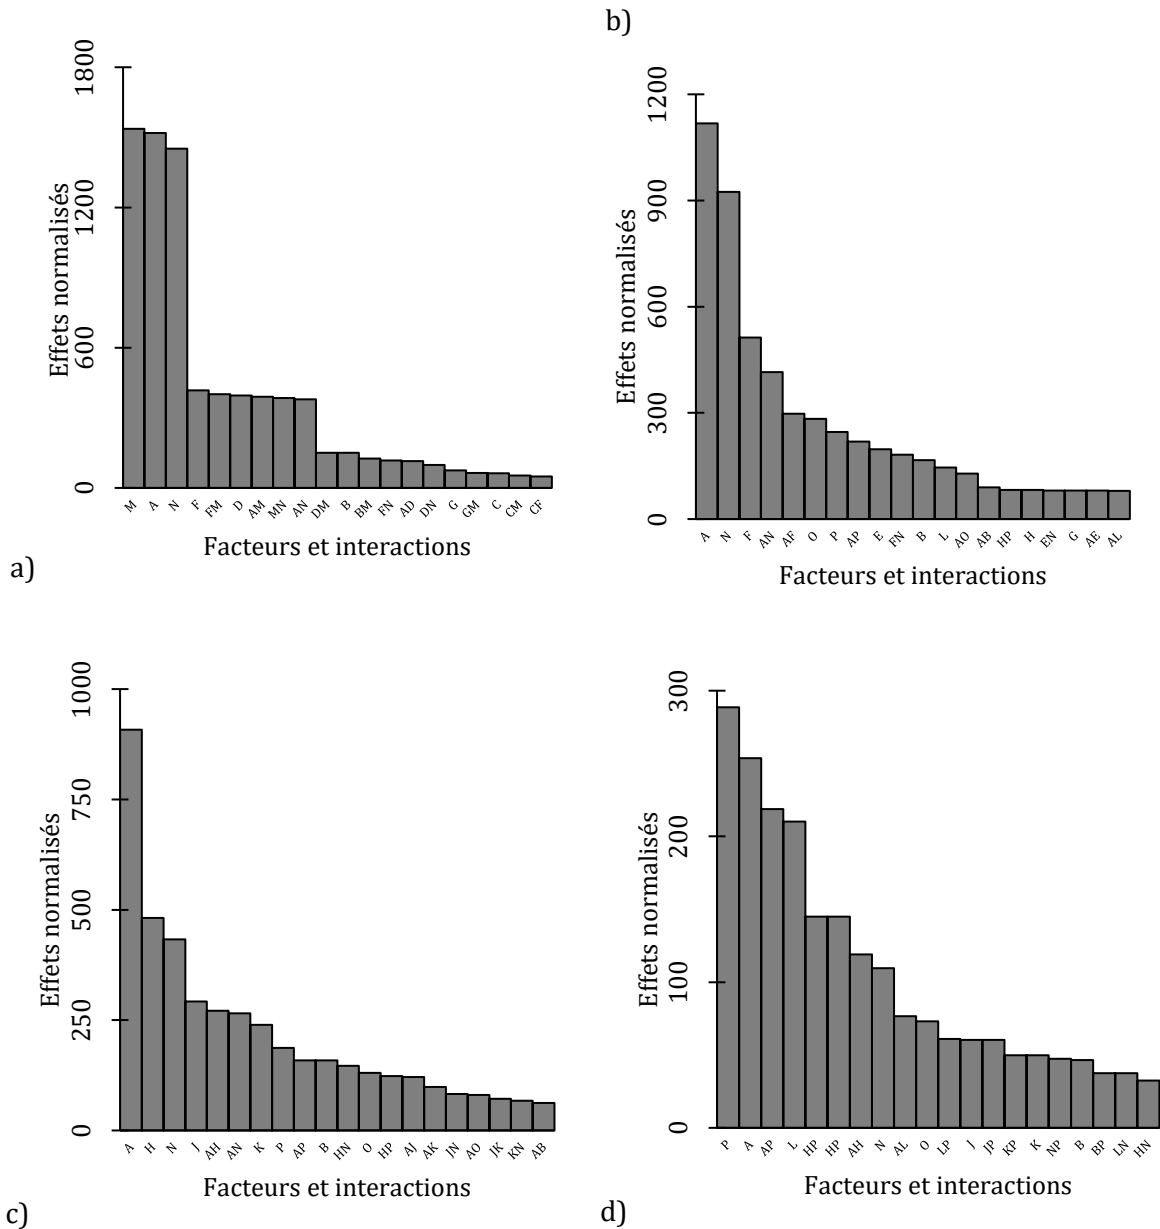 b)
1800
1200
600
0
Effets normalisés
M A N F FM D AM MN AN DM B BM FN AD DN G GM C CM CF
Facteurs et interactions
a)
1200
900
600
300
0
Effets normalisés
A N F AN AF O P AP E FN B L AO AB HP H EN G AE AL
Facteurs et interactions
1000
750
500
250
0
Effets normalisés
A H N J AH AN K P AP B HN O HP AJ AK JN AO JK KN AB
Facteurs et interactions
c)
300
200
100
0
Effets normalisés
P A AP L HP HP AH N AL O LP J JP KP K NP B BP LN HN
Facteurs et interactions
d)